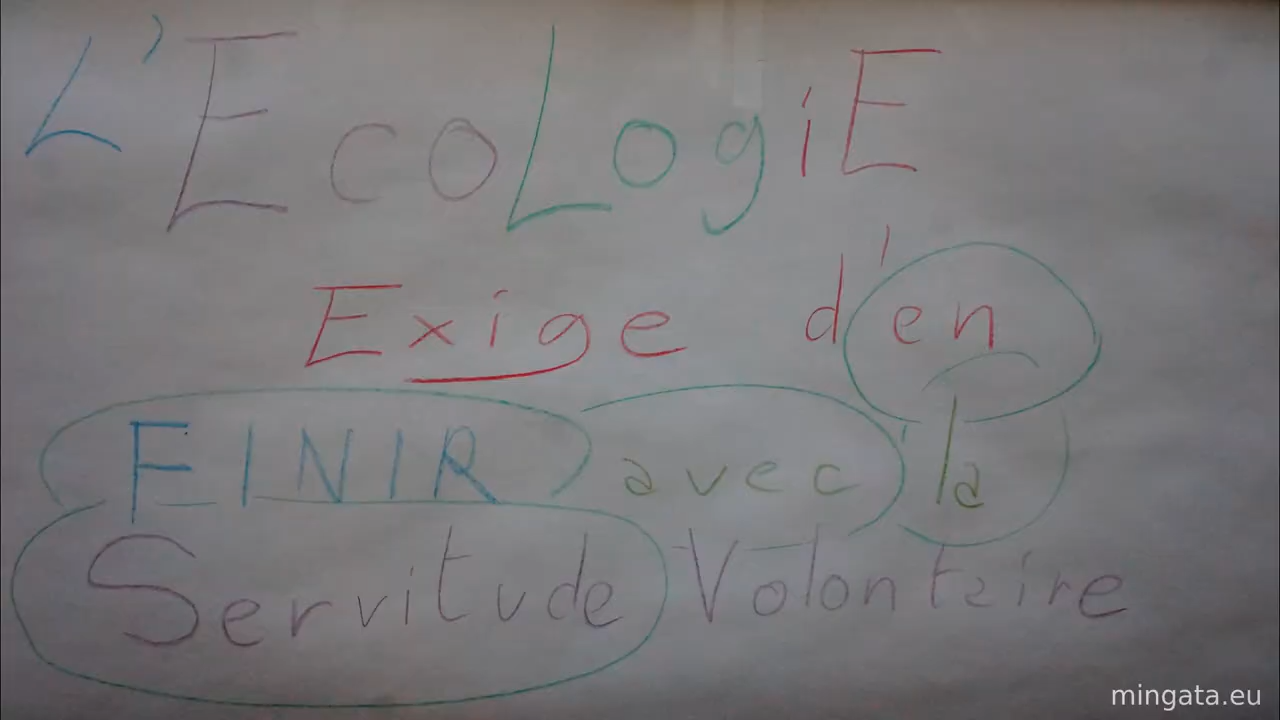 L'EcoLogiE
Exige d'en
FINIR avec la
Servitude Volontaire
mingata.eu